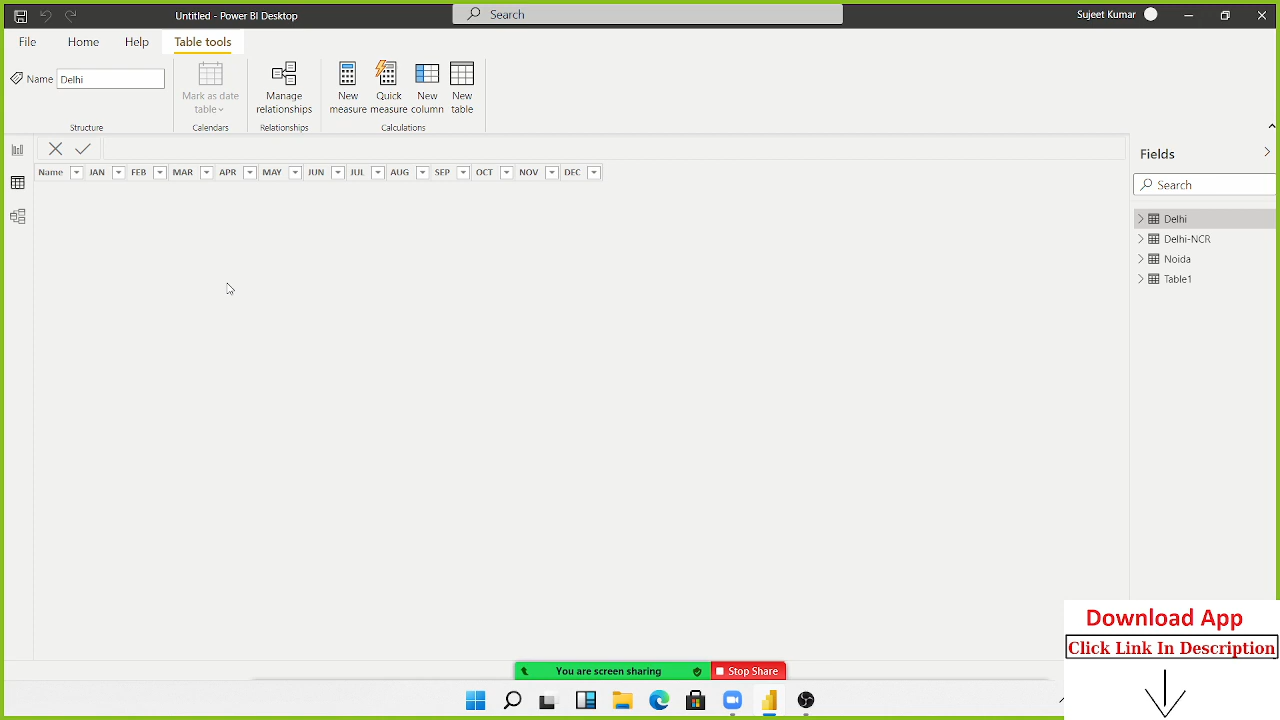 Untitled - Power BI Desktop
Search
Sujeet Kumar
File
Home
Help
Table tools
Name
Delhi
Mark as date
table
Manage
relationships
New
measure
Quick
measure
New
column
New
table
Structure
Calendars
Relationships
Calculations
Name JAN FEB MAR APR MAY JUN JUL AUG SEP OCT NOV DEC
Fields
Search
Delhi
Delhi-NCR
Noida
Table1
Download App
Click Link In Description
You are screen sharing
Stop Share